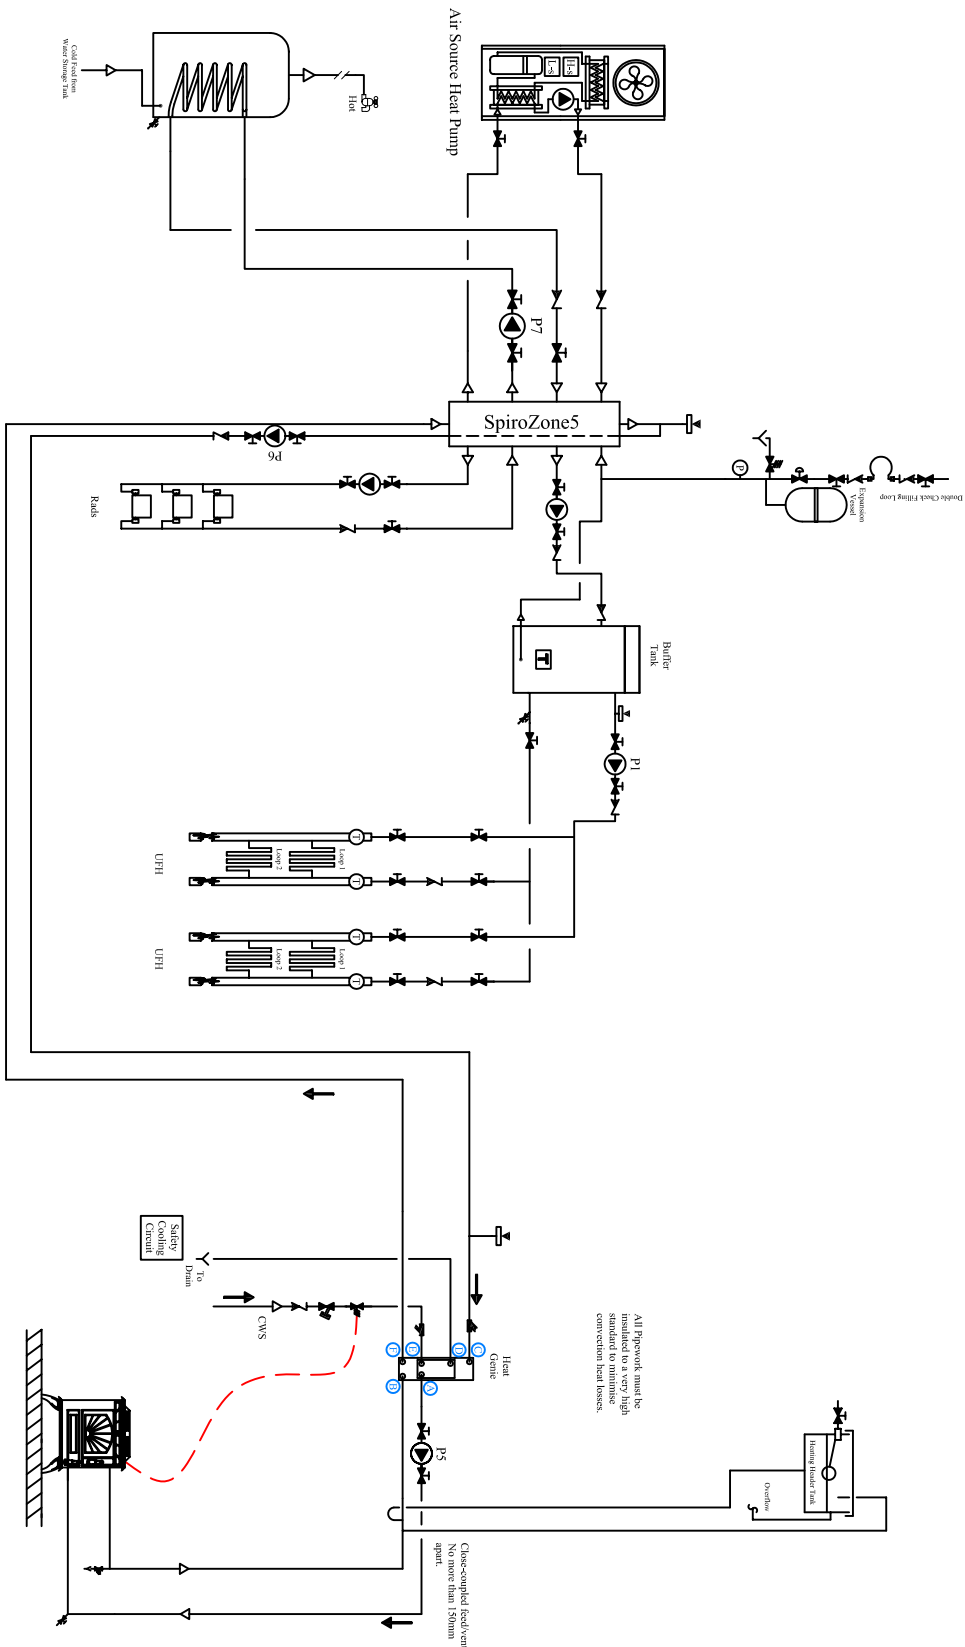 Air Source Heat Pump
H-s
L-s
Hot
Cold Feed from
Water Storage Tank
P7
SpiroZone5
P6
P
Double Check Filling Loop
Expansion
Vessel
Rads
Buffer
Tank
T
P1
T
T
Loop 1
Loop 2
UFH
T
T
Loop 1
Loop 2
UFH
Safety
Cooling
Circuit
To
Drain
CWS
Heat
Genie
C
D
E
F
A
B
P5
All Pipework must be
insulated to a very high
standard to minimise
convection heat losses.
Heating Header Tank
Overflow
Close-coupled feed/vent
No more than 150mm
apart.